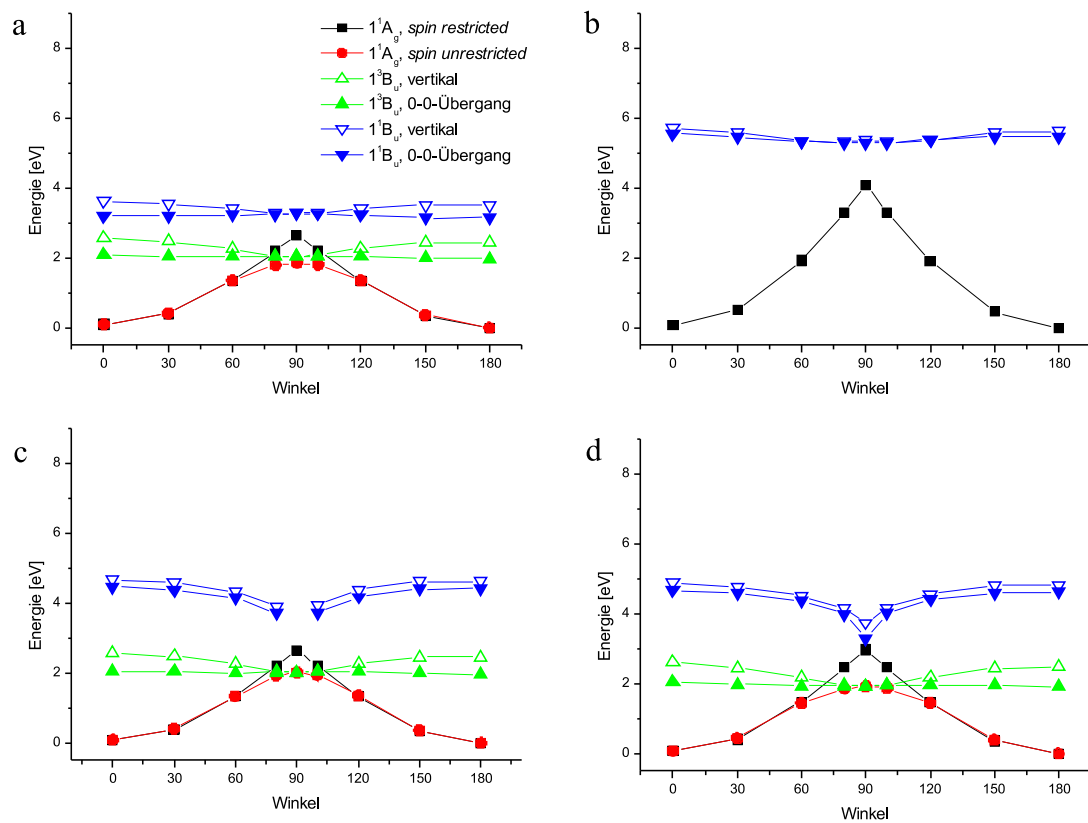 a
1¹A_g, spin restricted
1¹A_g, spin unrestricted
1³B_u, vertikal
1³B_u, 0-0-Übergang
1¹B_u, vertikal
1¹B_u, 0-0-Übergang
Energie [eV]
8
6
4
2
0
0 30 60 90 120 150 180
Winkel
b
Energie [eV]
8
6
4
2
0
0 30 60 90 120 150 180
Winkel
c
Energie [eV]
8
6
4
2
0
0 30 60 90 120 150 180
Winkel
d
Energie [eV]
8
6
4
2
0
0 30 60 90 120 150 180
Winkel